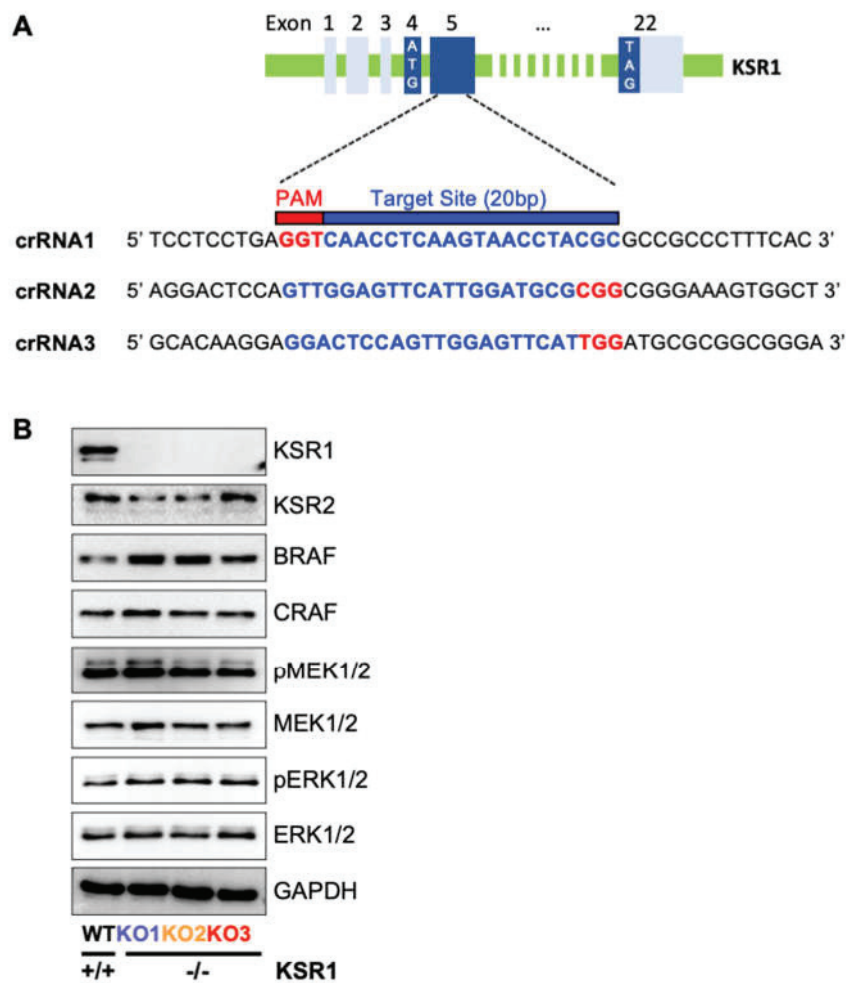 A
Exon 1 2 3 4 5 ... 22
ATG
TAG
KSR1
PAM Target Site (20bp)
crRNA1 5' TCCTCCTGAGGTCAACCTCAAGTAACCTACGCGCCGCCCTTTCAC 3'
crRNA2 5' AGGACTCCAGTTGGAGTTCATTGGATGCGCGGCGGGAAAGTGGCT 3'
crRNA3 5' GCACAAGGAGGACTCCAGTTGGAGTTCATTGGATGCGCGGCGGGA 3'
B
KSR1
KSR2
BRAF
CRAF
pMEK1/2
MEK1/2
pERK1/2
ERK1/2
GAPDH
WT KO1 KO2 KO3
+/+ -/- KSR1